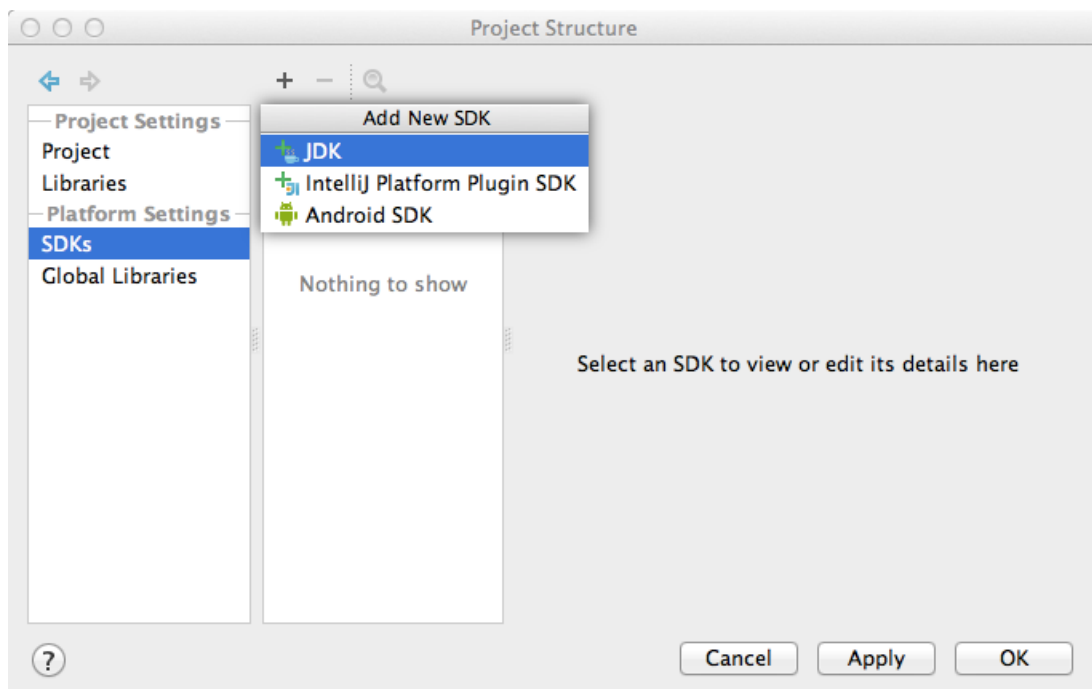 Project Structure
Project Settings
Project
Libraries
Platform Settings
SDKs
Global Libraries
Add New SDK
JDK
IntelliJ Platform Plugin SDK
Android SDK
Nothing to show
Select an SDK to view or edit its details here
?
Cancel
Apply
OK